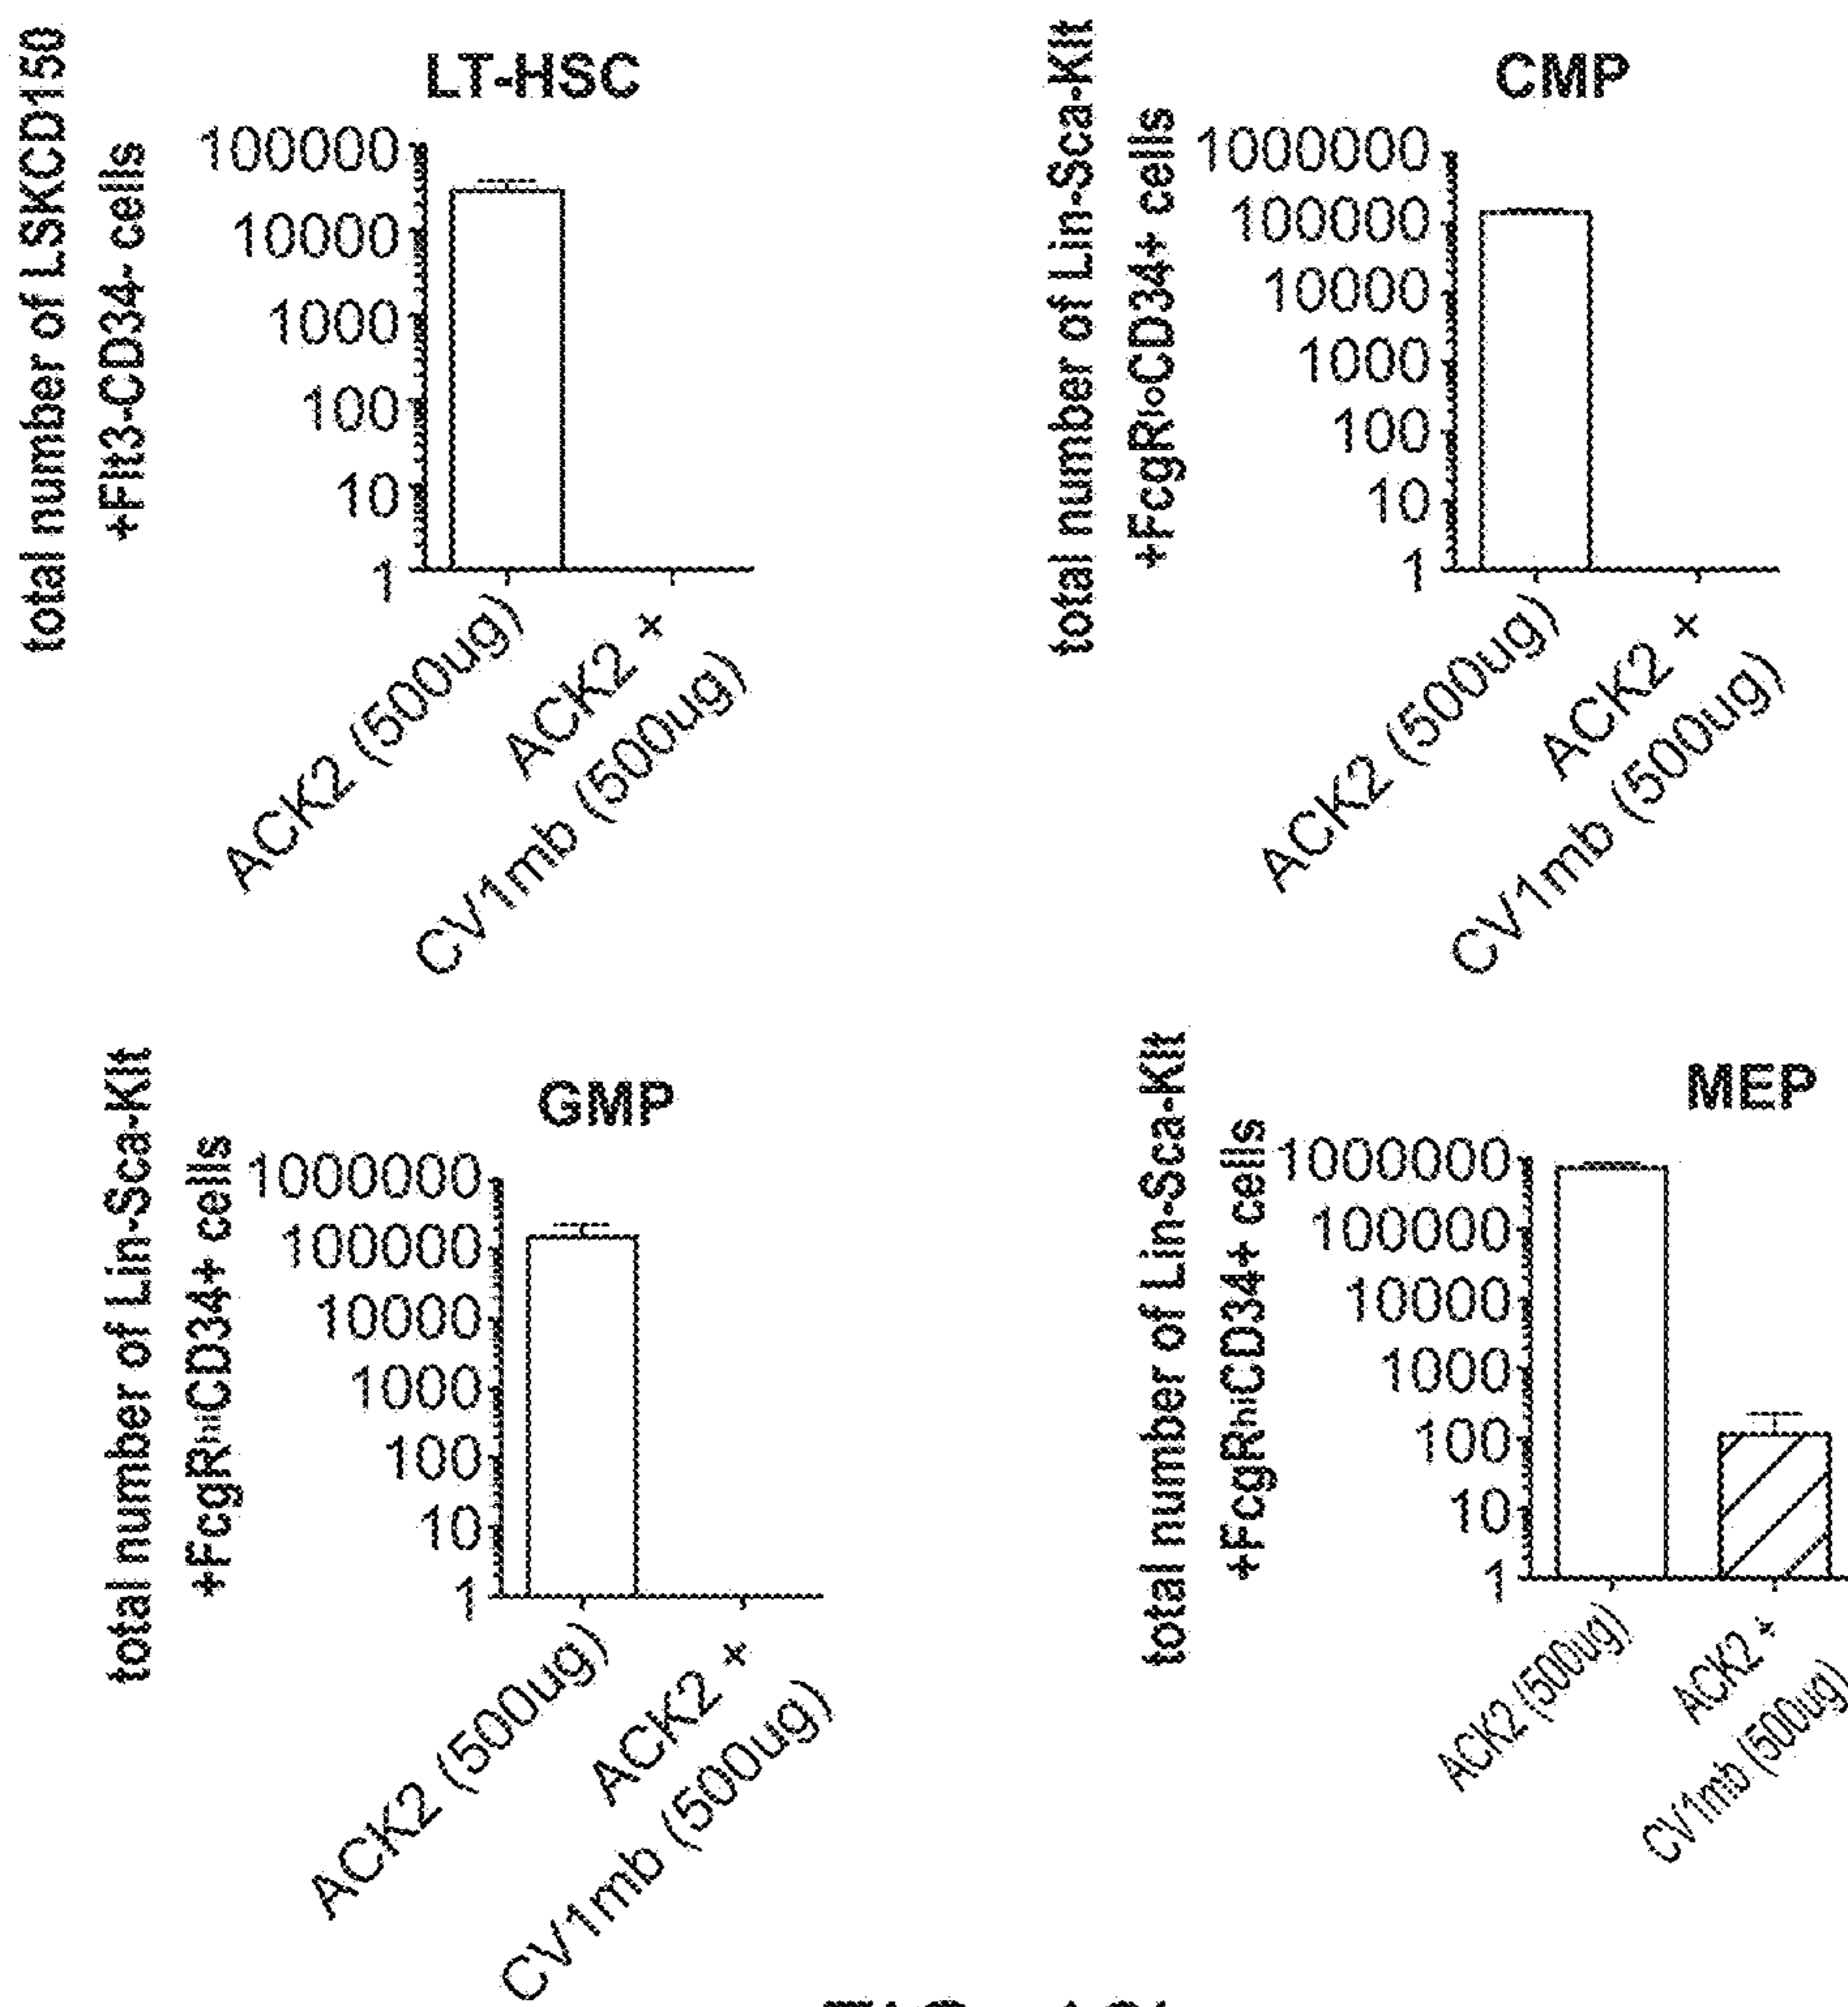 LT-HSC
total number of LSKCD150
+Flt3-CD34- cells
100000
10000
1000
100
10
1
ACK2 (500ug)
ACK2 +
CV1mb (500ug)
CMP
total number of Lin-Sca-Kit
+FcgRloCD34+ cells
1000000
100000
10000
1000
100
10
1
ACK2 (500ug)
ACK2 +
CV1mb (500ug)
GMP
total number of Lin-Sca-Kit
+FcgRhiCD34+ cells
1000000
100000
10000
1000
100
10
1
ACK2 (500ug)
ACK2 +
CV1mb (500ug)
MEP
total number of Lin-Sca-Kit
+FcgRhiCD34+ cells
1000000
100000
10000
1000
100
10
1
ACK2 (500ug)
ACK2 +
CV1mb (500ug)